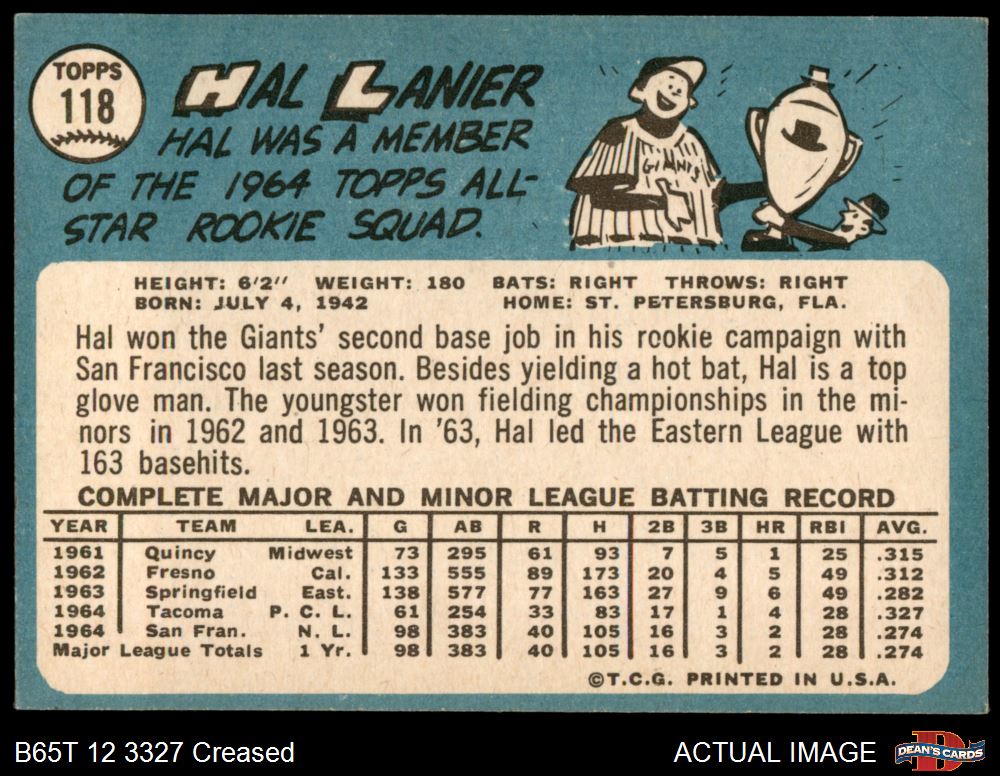 TOPPS
118
HAL LANIER
HAL WAS A MEMBER
OF THE 1964 TOPPS ALL-
STAR ROOKIE SQUAD.
GIANTS
HEIGHT: 6'2" WEIGHT: 180 BATS: RIGHT THROWS: RIGHT
BORN: JULY 4, 1942 HOME: ST. PETERSBURG, FLA.
Hal won the Giants' second base job in his rookie campaign with
San Francisco last season. Besides yielding a hot bat, Hal is a top
glove man. The youngster won fielding championships in the mi-
nors in 1962 and 1963. In '63, Hal led the Eastern League with
163 basehits.
COMPLETE MAJOR AND MINOR LEAGUE BATTING RECORD
YEAR TEAM LEA. G AB R H 2B 3B HR RBI AVG.
1961 Quincy Midwest 73 295 61 93 7 5 1 25 .315
1962 Fresno Cal. 133 555 89 173 20 4 5 49 .312
1963 Springfield East. 138 577 77 163 27 9 6 49 .282
1964 Tacoma P. C. L. 61 254 33 83 17 1 4 28 .327
1964 San Fran. N. L. 98 383 40 105 16 3 2 28 .274
Major League Totals 1 Yr. 98 383 40 105 16 3 2 28 .274
©T.C.G. PRINTED IN U.S.A.
B65T 12 3327 Creased
ACTUAL IMAGE
D
DEAN'S CARDS